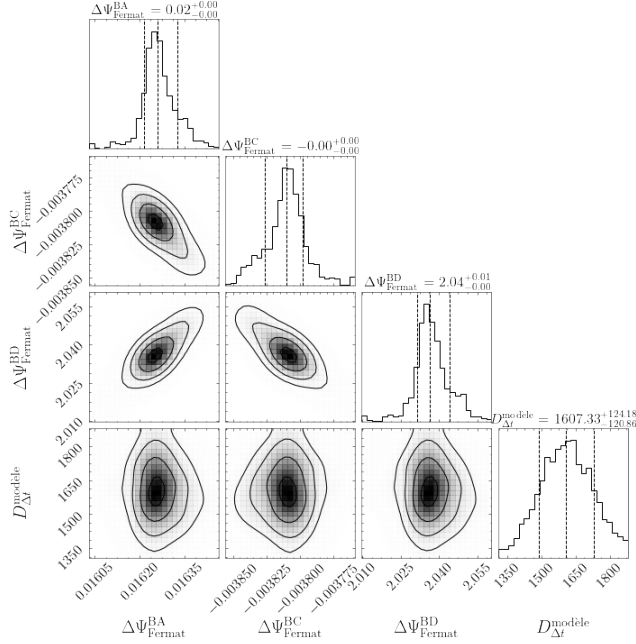 ΔΨ^BA_Fermat = 0.02^+0.00_-0.00
ΔΨ^BC_Fermat = -0.00^+0.00_-0.00
ΔΨ^BC_Fermat
-0.003775
-0.003800
-0.003825
-0.003850
ΔΨ^BD_Fermat = 2.04^+0.01_-0.00
ΔΨ^BD_Fermat
2.055
2.040
2.025
2.010
D^modèle_Δt = 1607.33^+124.18_-120.86
D^modèle_Δt
1800
1650
1500
1350
0.01605
0.01620
0.01635
-0.003850
-0.003825
-0.003800
-0.003775
2.010
2.025
2.040
2.055
1350
1500
1650
1800
ΔΨ^BA_Fermat
ΔΨ^BC_Fermat
ΔΨ^BD_Fermat
D^modèle_Δt